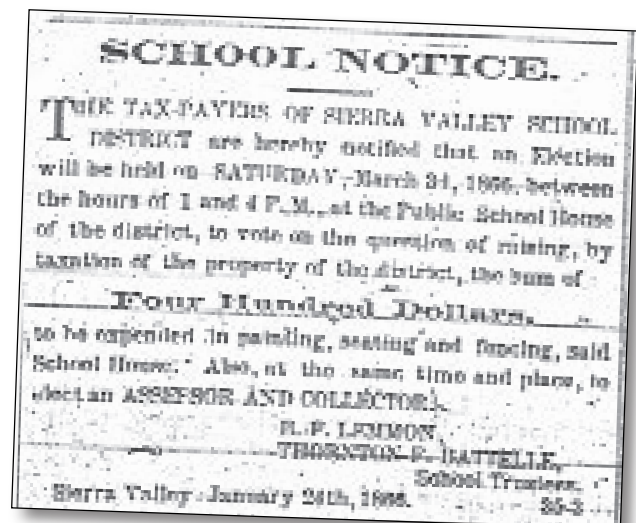 SCHOOL NOTICE.
THE TAX-PAYERS OF SIERRA VALLEY SCHOOL
DISTRICT are hereby notified that an Election
will be held on SATURDAY, March 1866, between
the hours of 1 and 4 P.M., at the Public School House
of the district, to vote on the question of raising, by
taxation of the property of the district, the sum of
Four Hundred Dollars,
to be expended in painting, seating and fencing, said
School House. Also, at the same time and place, to
elect an ASSESSOR AND COLLECTOR.
F. LEMMON,
THORNTON F. BATTELLE,
School Trustees.
Sierra Valley January 1866.